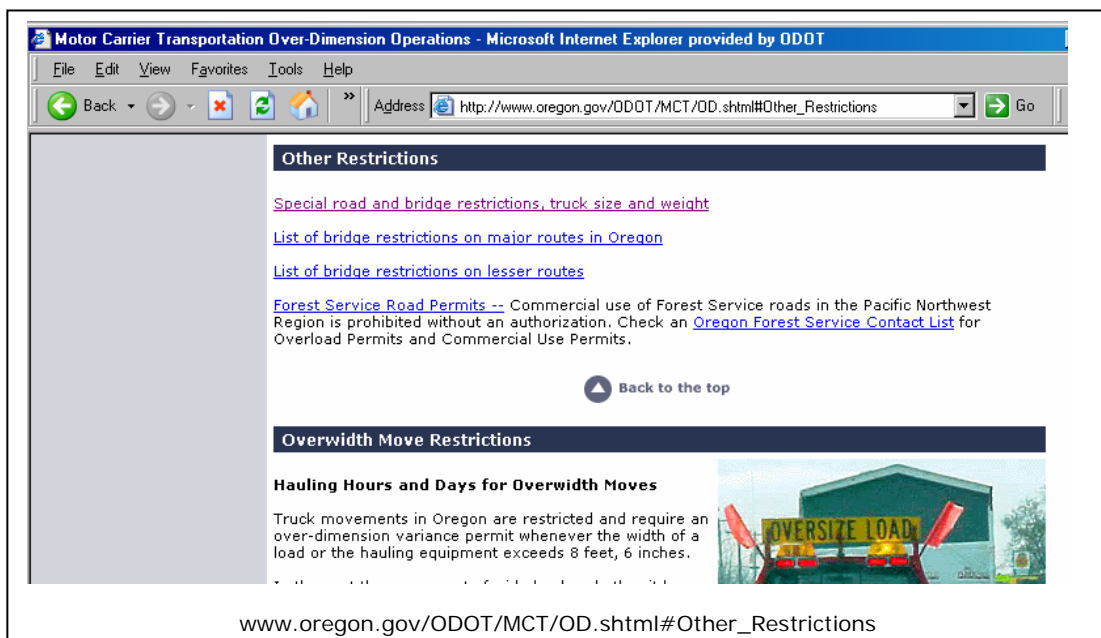 Motor Carrier Transportation Over-Dimension Operations - Microsoft Internet Explorer provided by ODOT
File Edit View Favorites Tools Help
Back » Address http://www.oregon.gov/ODOT/MCT/OD.shtml#Other_Restrictions Go
Other Restrictions
Special road and bridge restrictions, truck size and weight
List of bridge restrictions on major routes in Oregon
List of bridge restrictions on lesser routes
Forest Service Road Permits -- Commercial use of Forest Service roads in the Pacific Northwest
Region is prohibited without an authorization. Check an Oregon Forest Service Contact List for
Overload Permits and Commercial Use Permits.
Back to the top
Overwidth Move Restrictions
Hauling Hours and Days for Overwidth Moves
Truck movements in Oregon are restricted and require an
over-dimension variance permit whenever the width of a
load or the hauling equipment exceeds 8 feet, 6 inches.
OVERSIZE LOAD
www.oregon.gov/ODOT/MCT/OD.shtml#Other_Restrictions